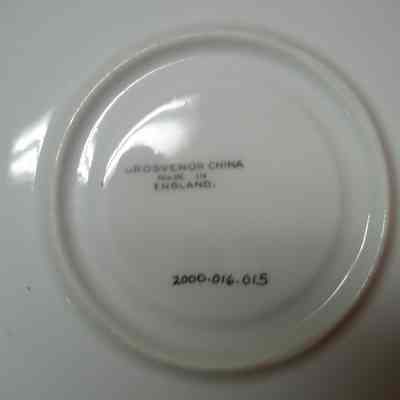 GROSVENOR CHINA
MADE IN
ENGLAND.
2000.016.015